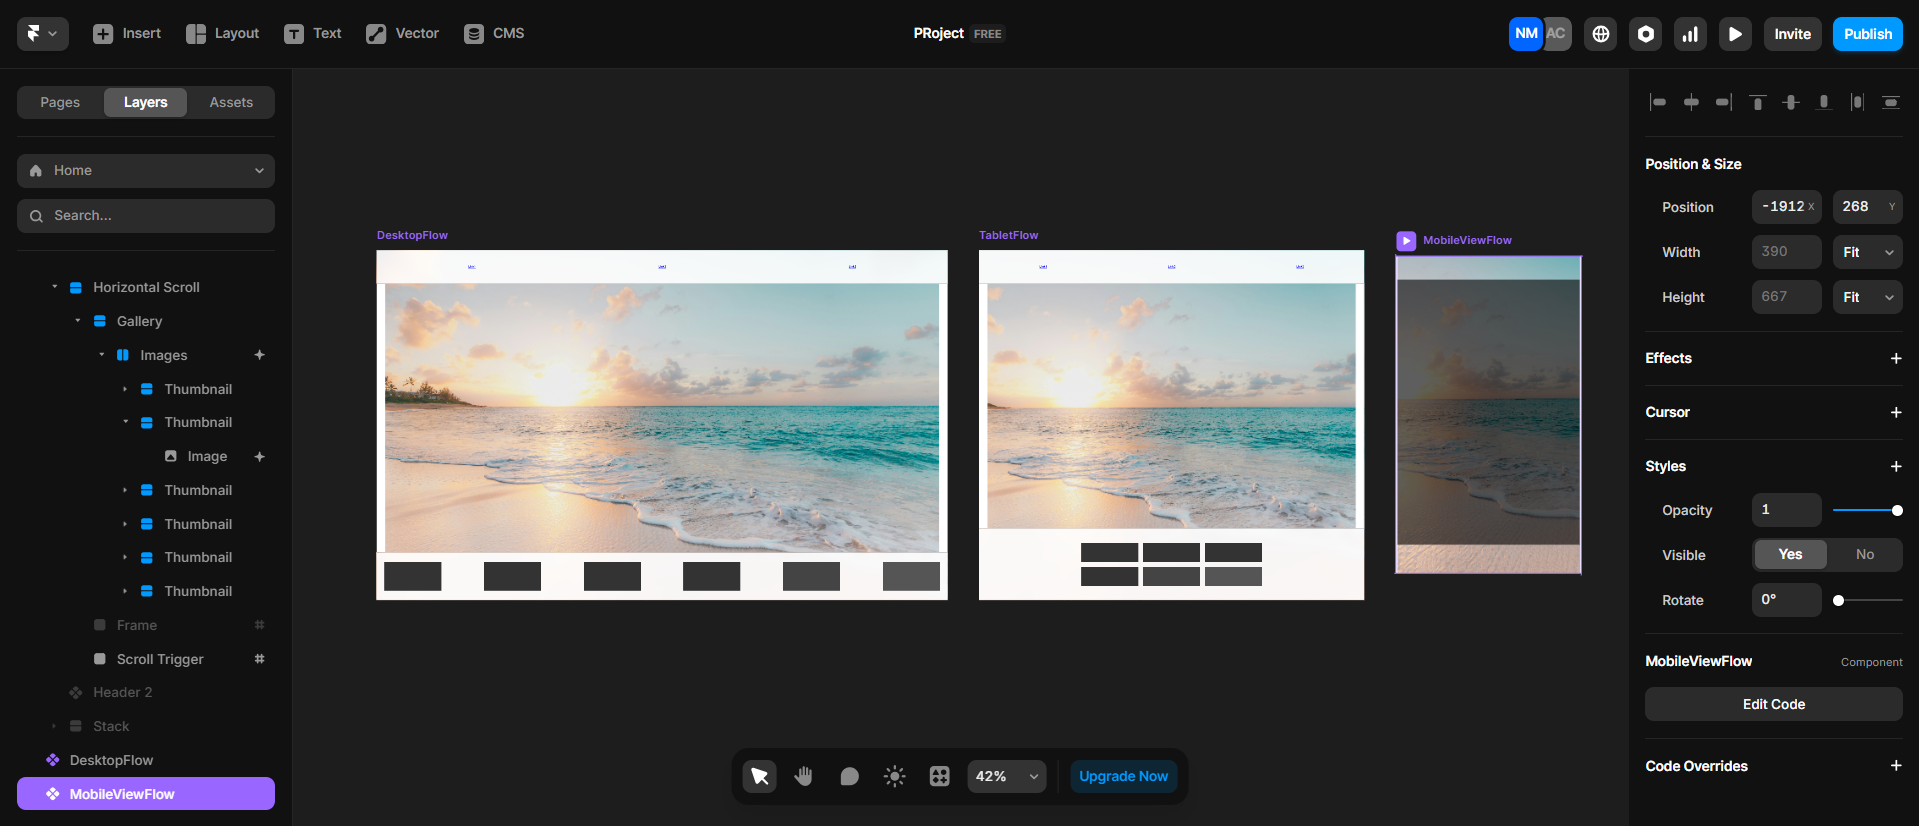 Insert
Layout
Text
Vector
CMS
PRoject FREE
NM
AC
Invite
Publish
Pages
Layers
Assets
Home
Search...
Horizontal Scroll
Gallery
Images
Thumbnail
Thumbnail
Image
Thumbnail
Thumbnail
Thumbnail
Thumbnail
Frame
Scroll Trigger
Header 2
Stack
DesktopFlow
MobileViewFlow
DesktopFlow
TabletFlow
MobileViewFlow
42%
Upgrade Now
Position & Size
Position -1912 X 268 Y
Width 390 Fit
Height 667 Fit
Effects
Cursor
Styles
Opacity 1
Visible Yes No
Rotate 0°
MobileViewFlow Component
Edit Code
Code Overrides